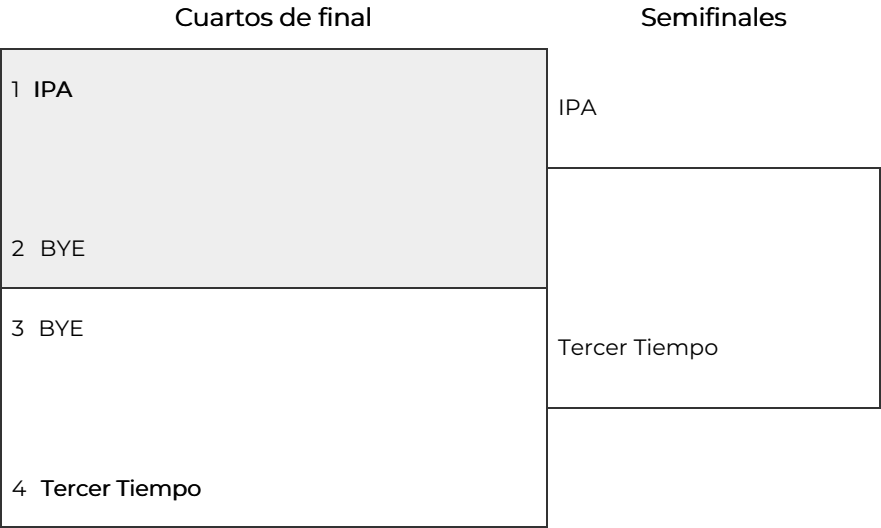 Cuartos de final
Semifinales
1 IPA
IPA
2 BYE
3 BYE
Tercer Tiempo
4 Tercer Tiempo